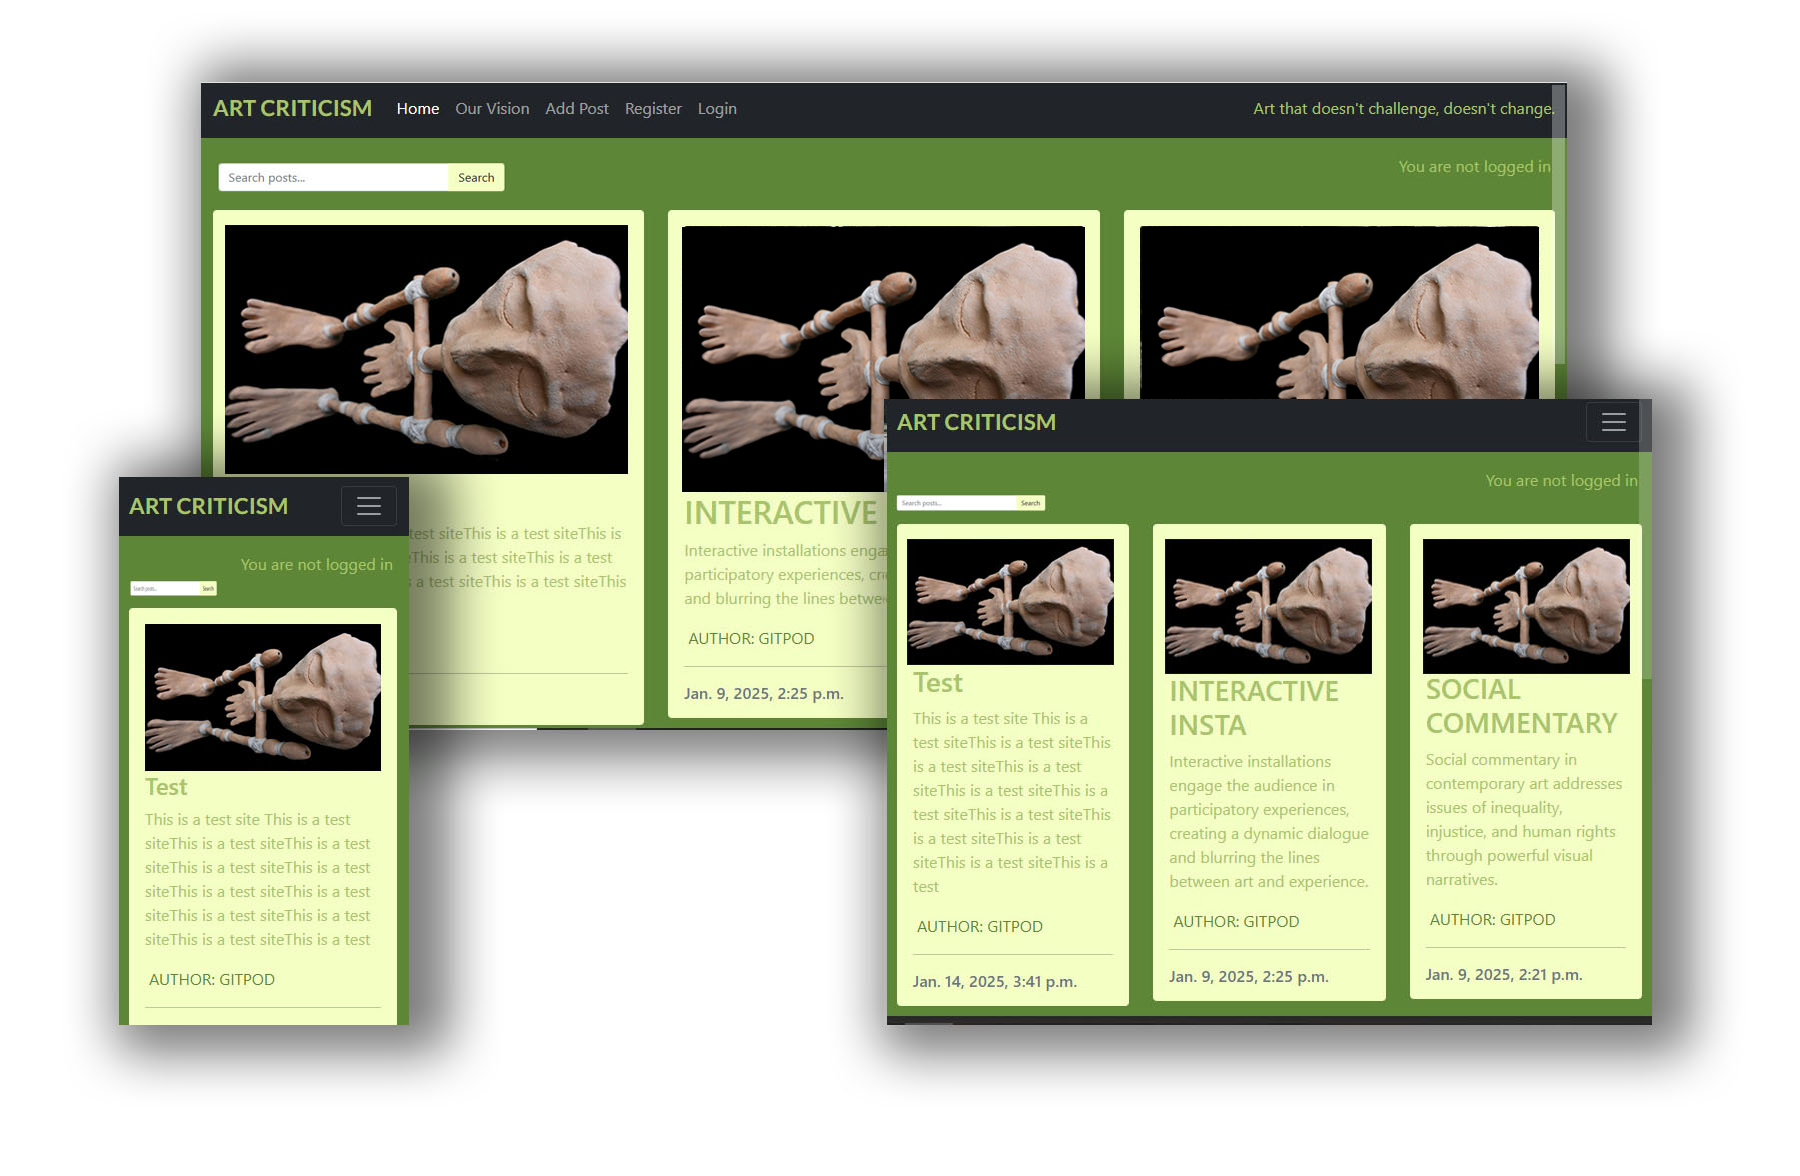 ART CRITICISM Home Our Vision Add Post Register Login Art that doesn't challenge, doesn't change.
You are not logged in
Search posts... Search
test siteThis is a test siteThis is
This is a test siteThis is a test
s a test siteThis is a test siteThis
INTERACTIVE
Interactive installations enga
participatory experiences, cr
and blurring the lines betwe
AUTHOR: GITPOD
Jan. 9, 2025, 2:25 p.m.
ART CRITICISM
You are not logged in
Search posts... Search
Test
This is a test site This is a test
siteThis is a test siteThis is a test
siteThis is a test siteThis is a test
siteThis is a test siteThis is a test
siteThis is a test siteThis is a test
siteThis is a test siteThis is a test
AUTHOR: GITPOD
ART CRITICISM
You are not logged in
Search posts... Search
Test
This is a test site This is a
test siteThis is a test siteThis
is a test siteThis is a test
siteThis is a test siteThis is a
test siteThis is a test siteThis
is a test siteThis is a test
siteThis is a test siteThis is a
test
AUTHOR: GITPOD
Jan. 14, 2025, 3:41 p.m.
INTERACTIVE
INSTA
Interactive installations
engage the audience in
participatory experiences,
creating a dynamic dialogue
and blurring the lines
between art and experience.
AUTHOR: GITPOD
Jan. 9, 2025, 2:25 p.m.
SOCIAL
COMMENTARY
Social commentary in
contemporary art addresses
issues of inequality,
injustice, and human rights
through powerful visual
narratives.
AUTHOR: GITPOD
Jan. 9, 2025, 2:21 p.m.